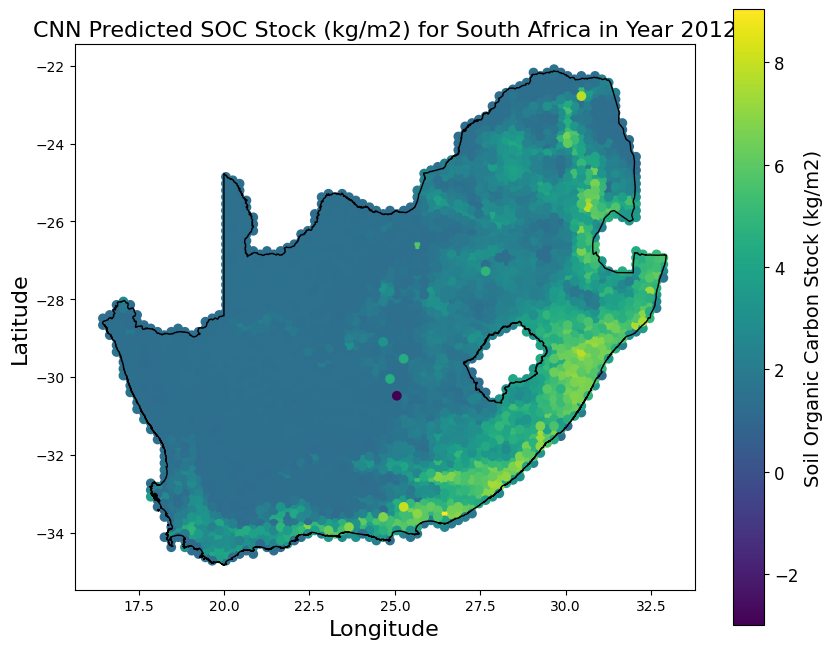 CNN Predicted SOC Stock (kg/m2) for South Africa in Year 2012
−22
−24
−26
−28
−30
−32
−34
Latitude
17.5 20.0 22.5 25.0 27.5 30.0 32.5
Longitude
8
6
4
2
0
−2
Soil Organic Carbon Stock (kg/m2)